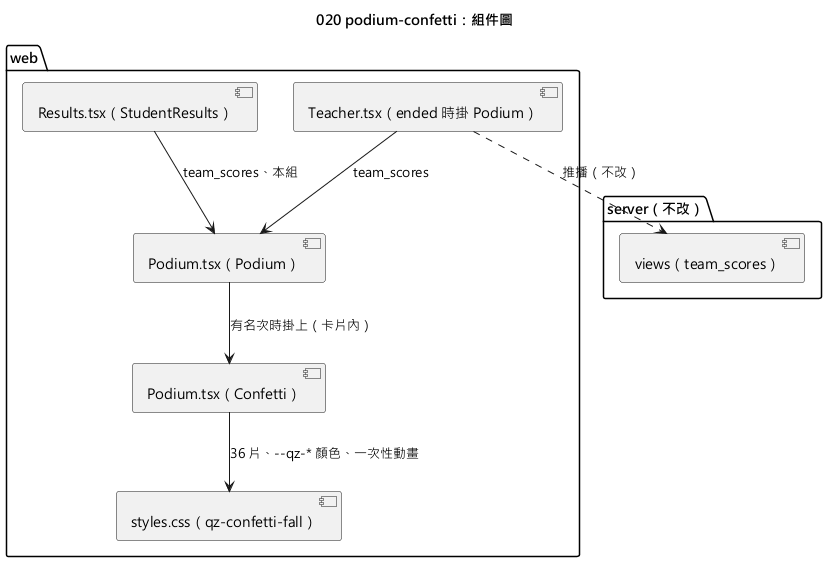 020 podium-confetti：組件圖
web
Results.tsx（StudentResults）
Teacher.tsx（ended 時掛 Podium）
team_scores、本組
team_scores
推播（不改）
server（不改）
Podium.tsx（Podium）
views（team_scores）
有名次時掛上（卡片內）
Podium.tsx（Confetti）
36 片、--qz-* 顏色、一次性動畫
styles.css（qz-confetti-fall）